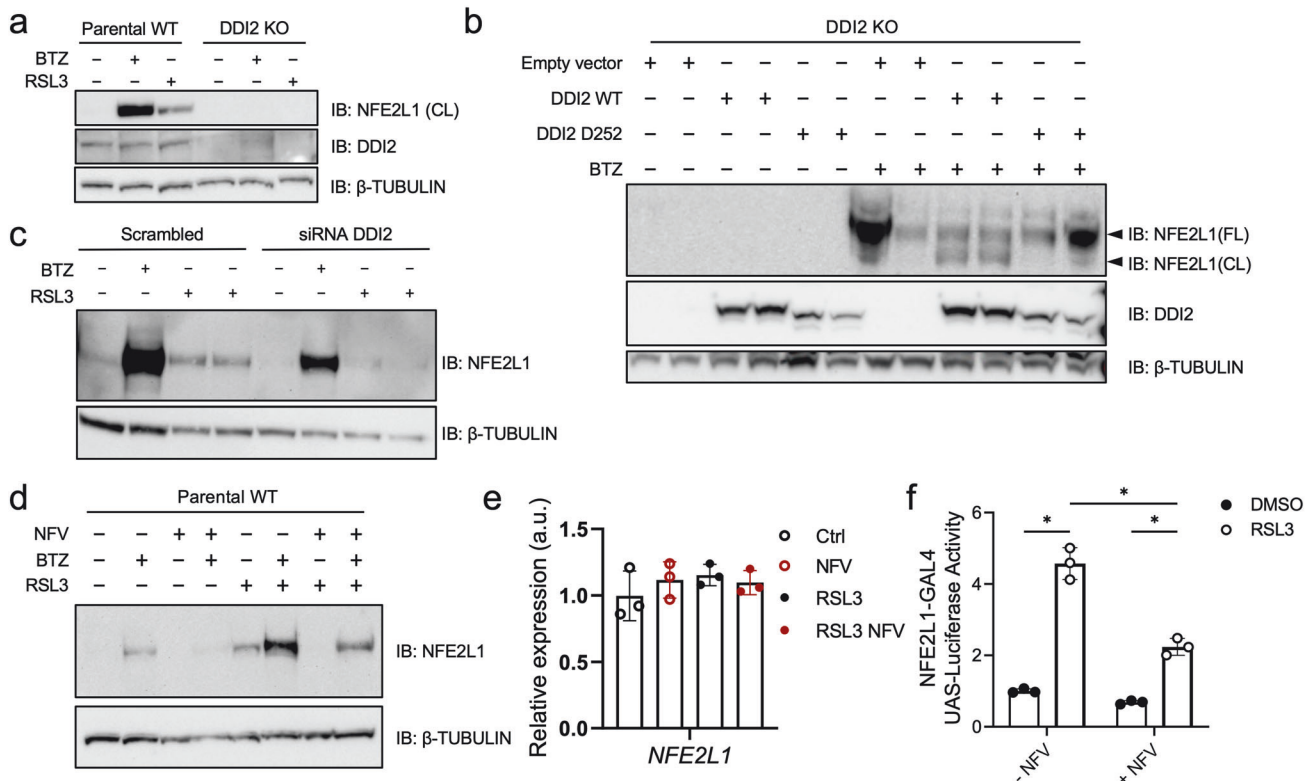 a
Parental WT DDI2 KO
BTZ – + – – + –
RSL3 – – + – – +
IB: NFE2L1 (CL)
IB: DDI2
IB: β-TUBULIN
b
DDI2 KO
Empty vector + + – – – – + + – – – –
DDI2 WT – – + + – – – – + + – –
DDI2 D252 – – – – + + – – – – + +
BTZ – – – – – – + + + + + +
IB: NFE2L1(FL)
IB: NFE2L1(CL)
IB: DDI2
IB: β-TUBULIN
c
Scrambled siRNA DDI2
BTZ – + – – – + – –
RSL3 – – + + – – + +
IB: NFE2L1
IB: β-TUBULIN
d
Parental WT
NFV – – + + – – + +
BTZ – + – + – + – +
RSL3 – – – – + + + +
IB: NFE2L1
IB: β-TUBULIN
e
Relative expression (a.u.)
1.5
1.0
0.5
0.0
NFE2L1
Ctrl
NFV
RSL3
RSL3 NFV
f
NFE2L1-GAL4
UAS-Luciferase Activity
6
4
2
0
*
* *
- NFV
+ NFV
DMSO
RSL3